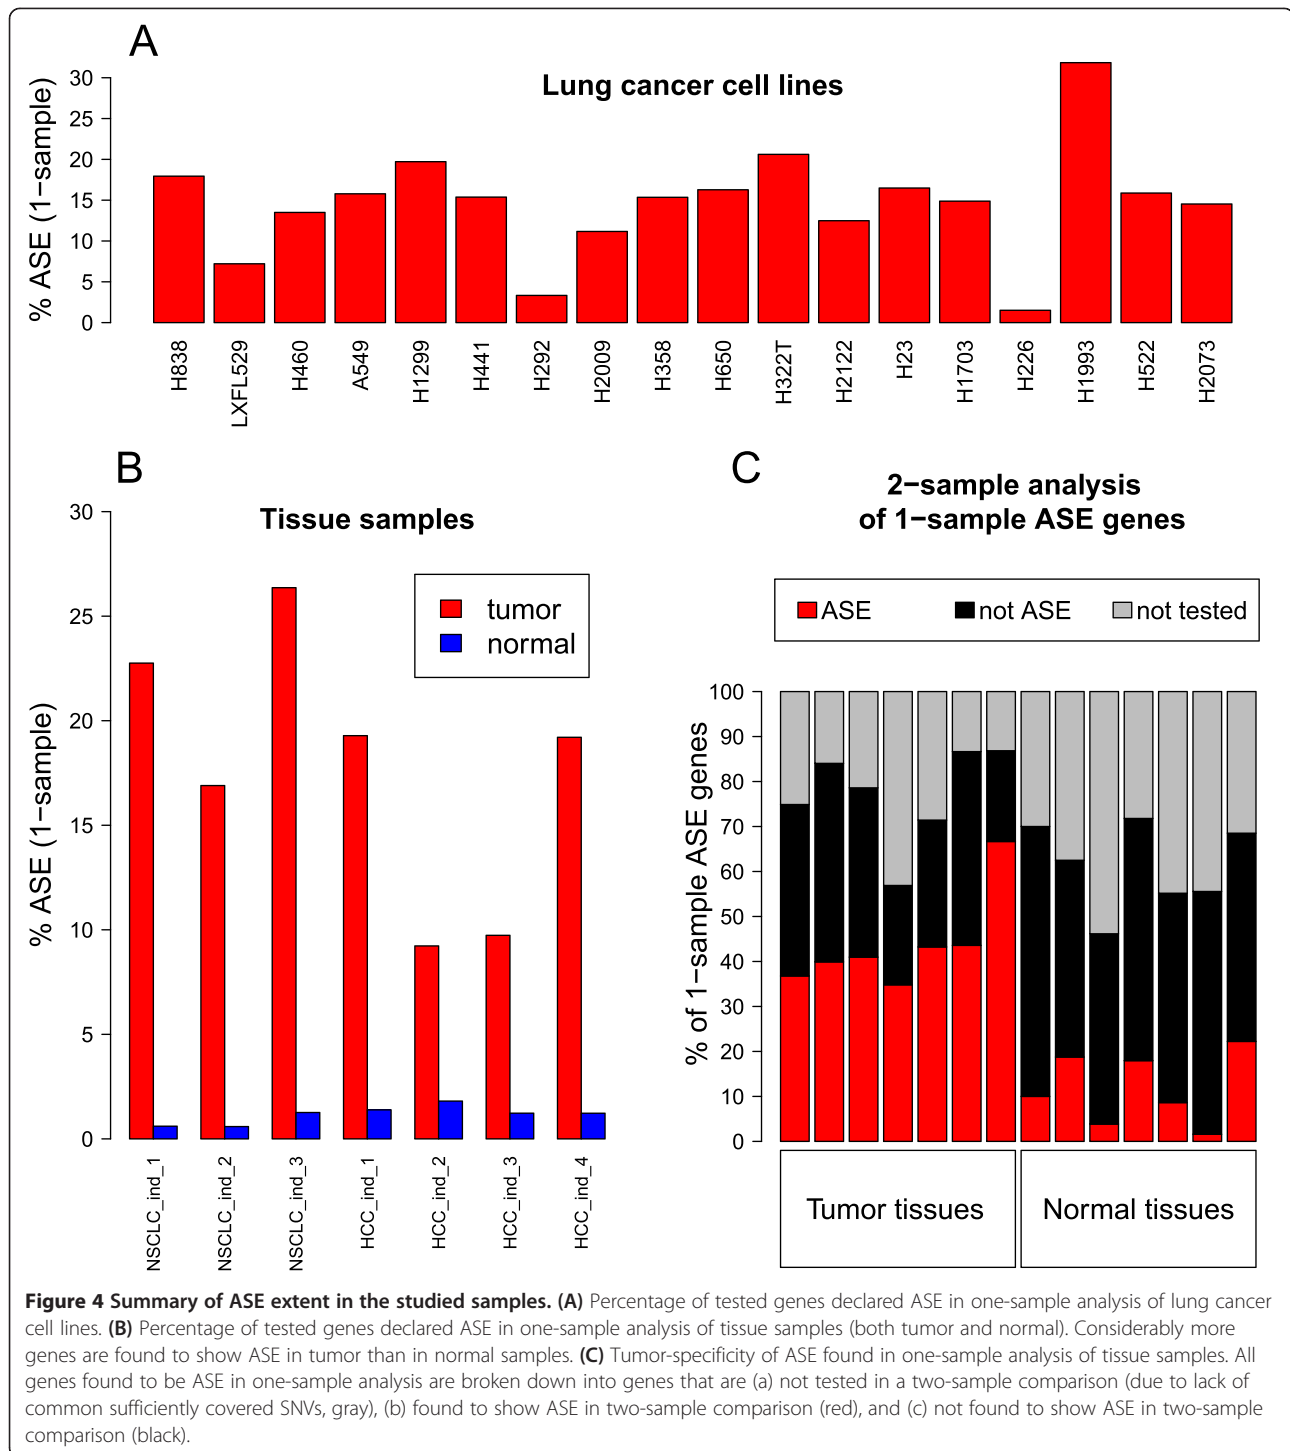 A
Lung cancer cell lines
% ASE (1−sample)
30
25
20
15
10
5
0
H838
LXFL529
H460
A549
H1299
H441
H292
H2009
H358
H650
H322T
H2122
H23
H1703
H226
H1993
H522
H2073
B
Tissue samples
tumor
normal
% ASE (1−sample)
30
25
20
15
10
5
0
NSCLC_ind_1
NSCLC_ind_2
NSCLC_ind_3
HCC_ind_1
HCC_ind_2
HCC_ind_3
HCC_ind_4
C
2−sample analysis
of 1−sample ASE genes
ASE not ASE not tested
% of 1−sample ASE genes
100
90
80
70
60
50
40
30
20
10
0
Tumor tissues
Normal tissues
Figure 4 Summary of ASE extent in the studied samples. (A) Percentage of tested genes declared ASE in one-sample analysis of lung cancer
cell lines. (B) Percentage of tested genes declared ASE in one-sample analysis of tissue samples (both tumor and normal). Considerably more
genes are found to show ASE in tumor than in normal samples. (C) Tumor-specificity of ASE found in one-sample analysis of tissue samples. All
genes found to be ASE in one-sample analysis are broken down into genes that are (a) not tested in a two-sample comparison (due to lack of
common sufficiently covered SNVs, gray), (b) found to show ASE in two-sample comparison (red), and (c) not found to show ASE in two-sample
comparison (black).